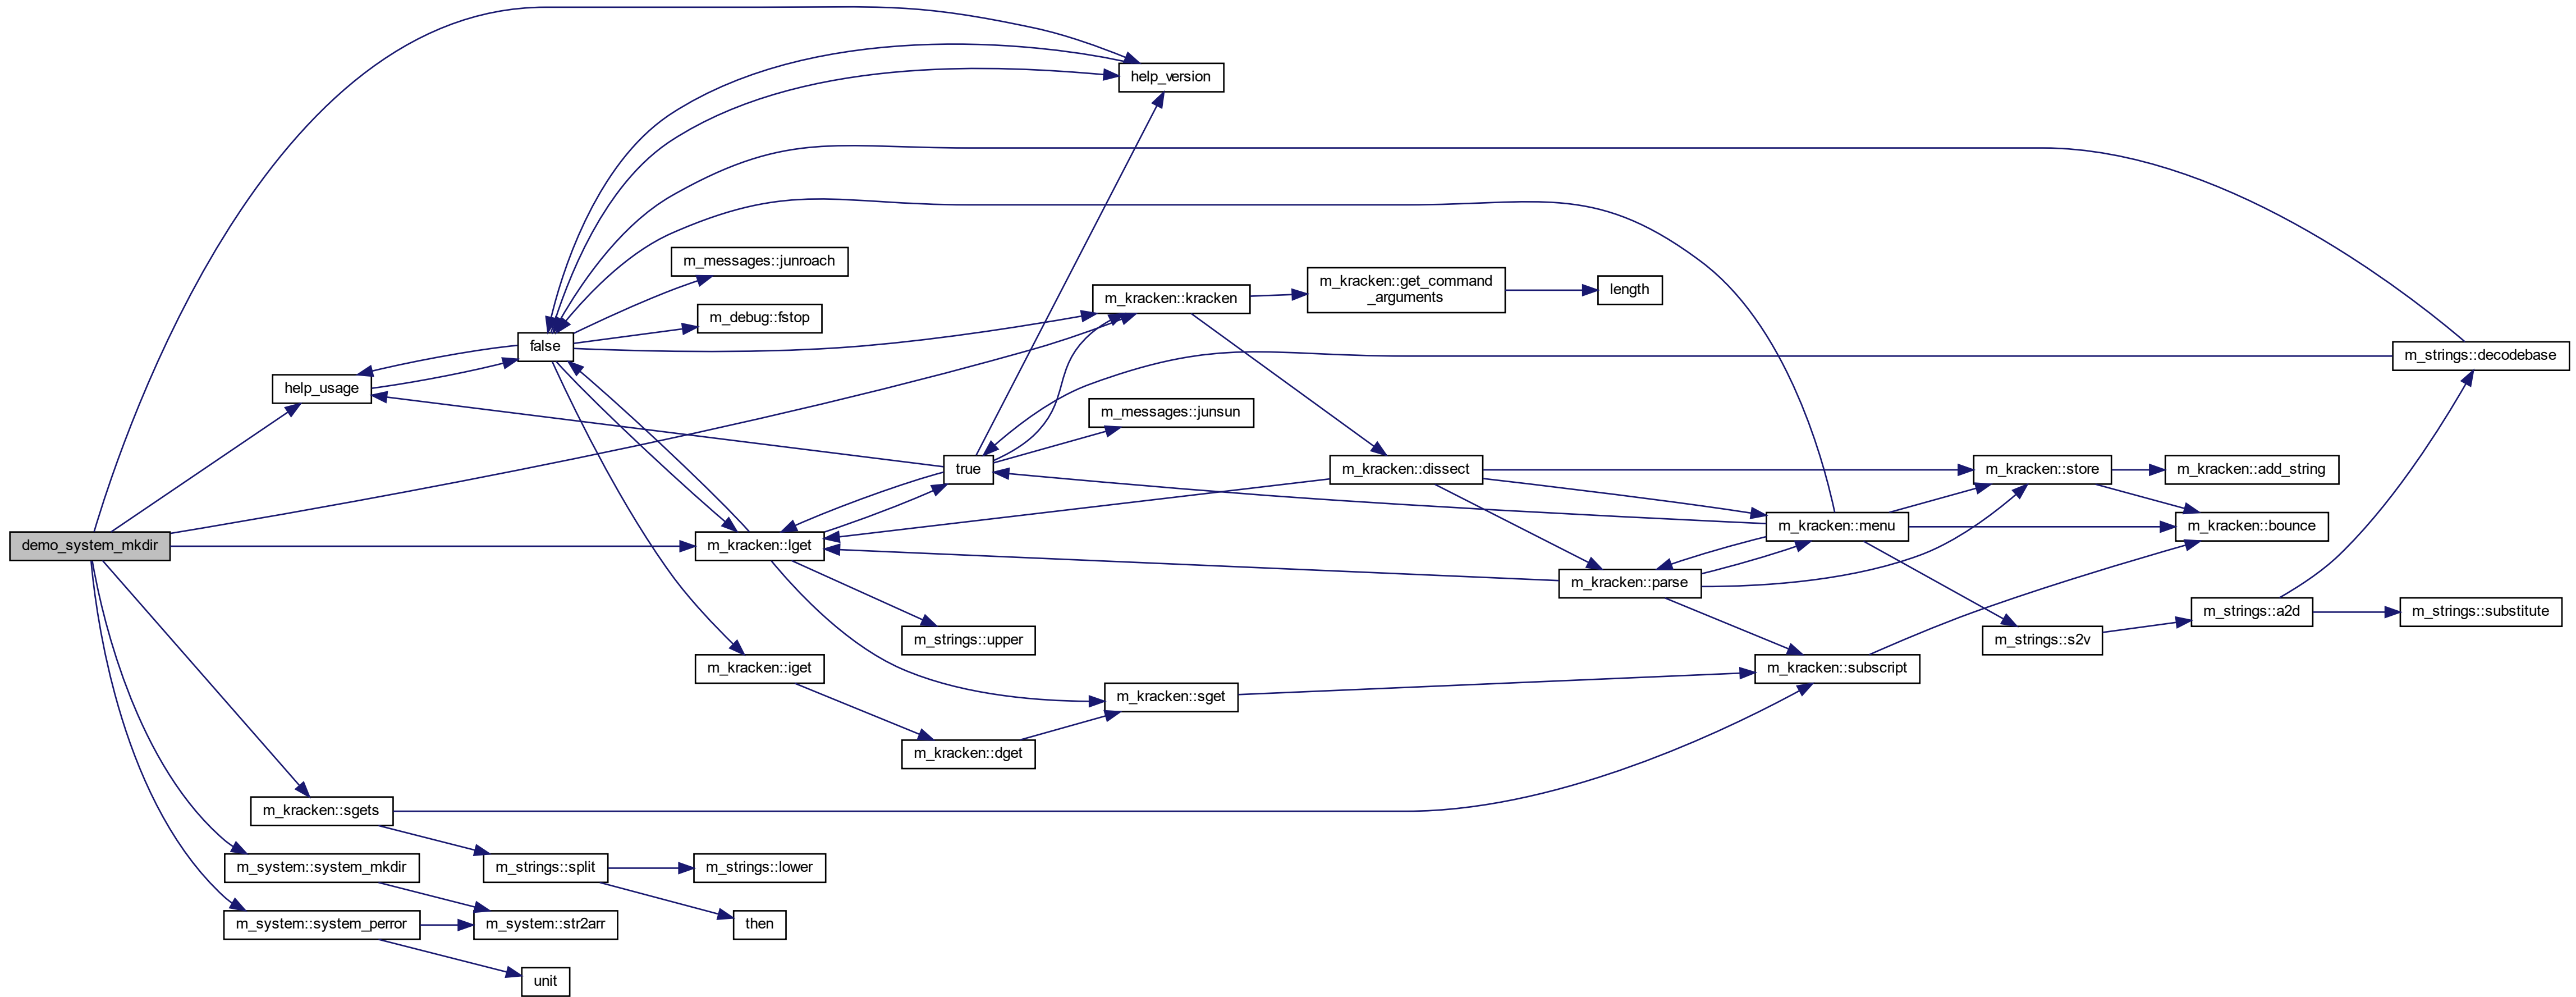 help_version
m_messages::junroach
m_kracken::get_command
_arguments
length
m_kracken::kracken
m_debug::fstop
false
m_strings::decodebase
help_usage
m_messages::junsun
true
m_kracken::dissect
m_kracken::store
m_kracken::add_string
m_kracken::menu
m_kracken::bounce
demo_system_mkdir
m_kracken::lget
m_kracken::parse
m_strings::a2d
m_strings::substitute
m_strings::upper
m_strings::s2v
m_kracken::iget
m_kracken::subscript
m_kracken::sget
m_kracken::dget
m_kracken::sgets
m_system::system_mkdir
m_strings::split
m_strings::lower
m_system::system_perror
m_system::str2arr
then
unit